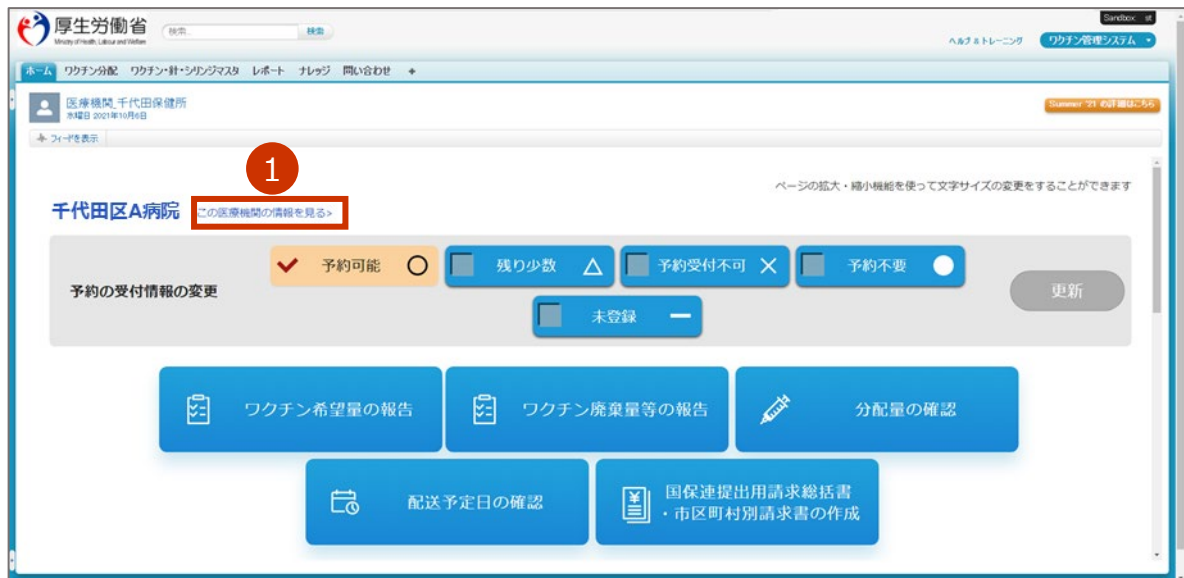 Sandbox: st
厚生労働省
Ministry of Health, Labour and Welfare
検索...
検索
ヘルプ & トレーニング
ワクチン管理システム
ホーム ワクチン分配 ワクチン・針・シリンジマスタ レポート ナレッジ 問い合わせ +
医療機関_千代田保健所
水曜日 2021年10月6日
Summer '21 の詳細はこちら
フィードを表示
1
ページの拡大・縮小機能を使って文字サイズの変更をすることができます
千代田区A病院 この医療機関の情報を見る>
予約の受付情報の変更
予約可能 ○
残り少数 △
予約受付不可 ×
予約不要 ●
未登録 ー
更新
ワクチン希望量の報告
ワクチン廃棄量等の報告
分配量の確認
配送予定日の確認
国保連提出用請求総括書
・市区町村別請求書の作成